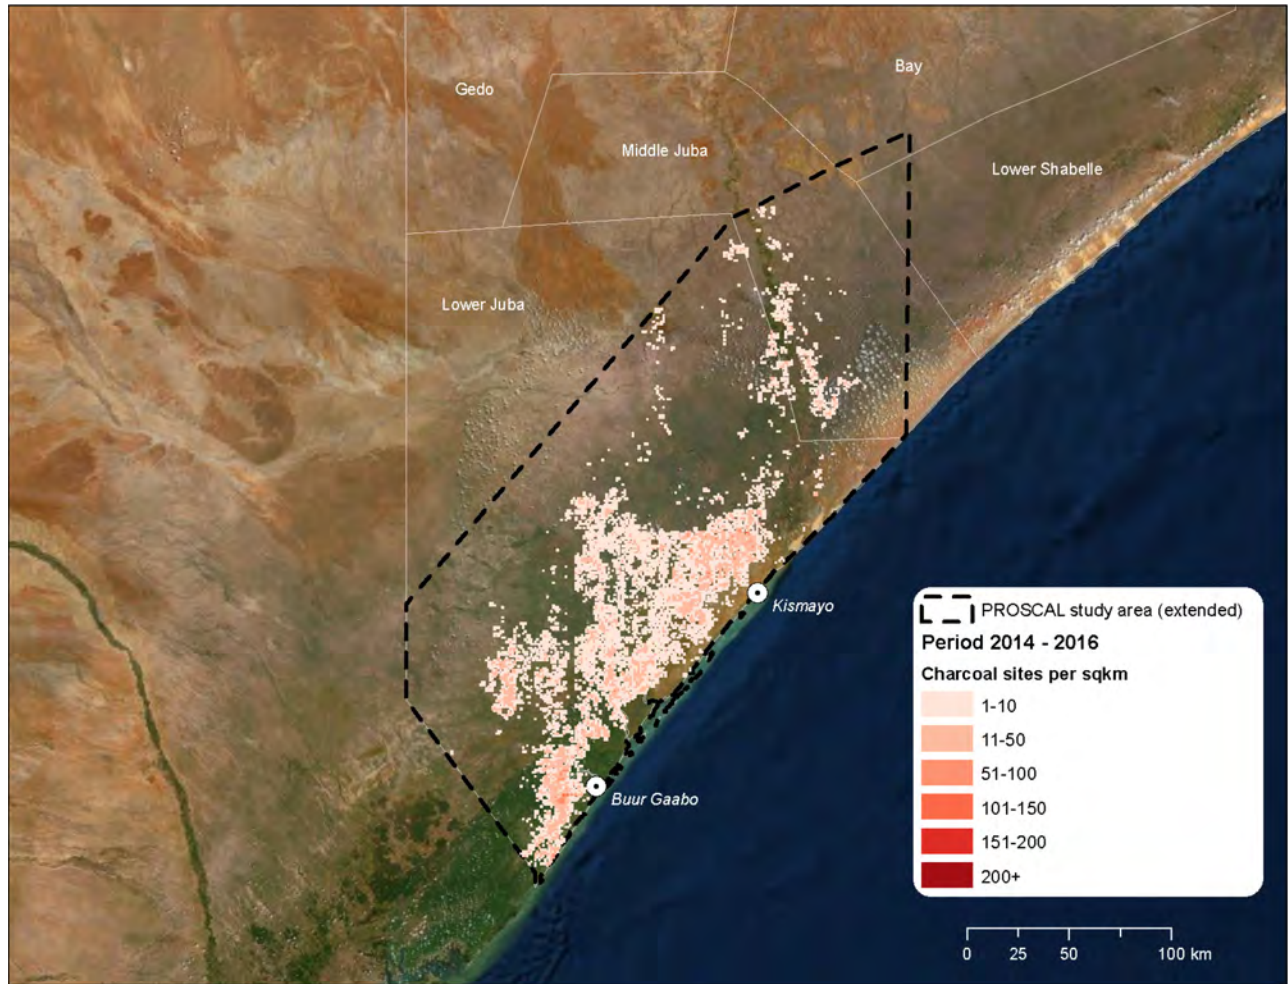 Bay
Gedo
Middle Juba
Lower Shabelle
Lower Juba
Kismayo
Buur Gaabo
PROSCAL study area (extended)
Period 2014 - 2016
Charcoal sites per sqkm
1-10
11-50
51-100
101-150
151-200
200+
0 25 50 100 km